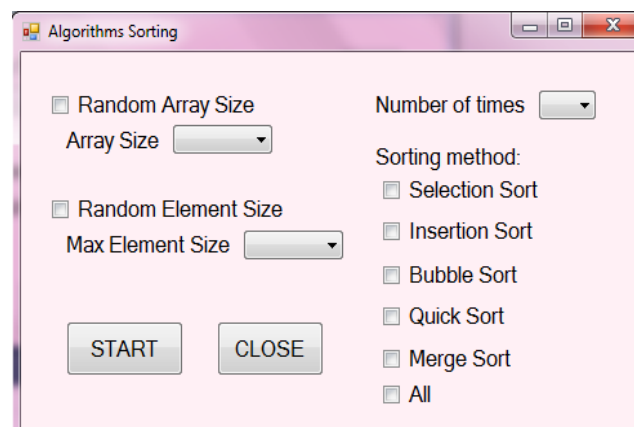 Algorithms Sorting
Random Array Size
Array Size
Random Element Size
Max Element Size
START
CLOSE
Number of times
Sorting method:
Selection Sort
Insertion Sort
Bubble Sort
Quick Sort
Merge Sort
All